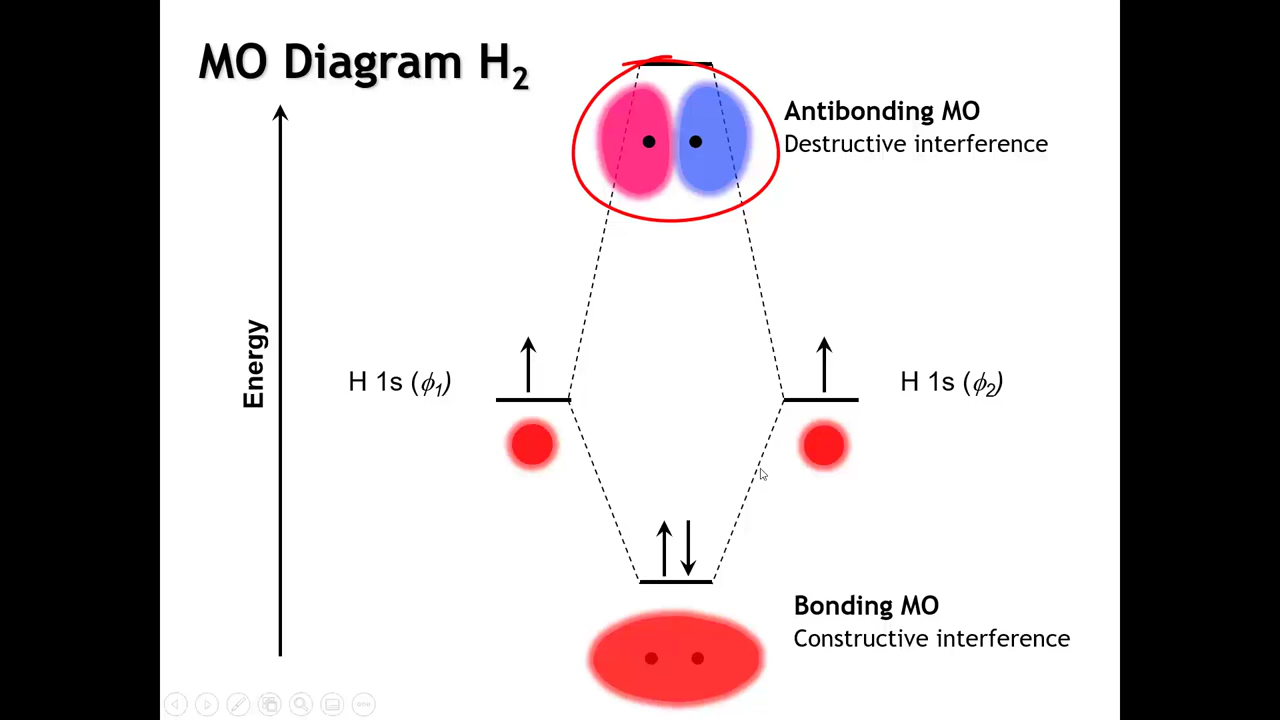 MO Diagram H₂
Antibonding MO
Destructive interference
Energy
H 1s (ϕ₁)
H 1s (ϕ₂)
Bonding MO
Constructive interference